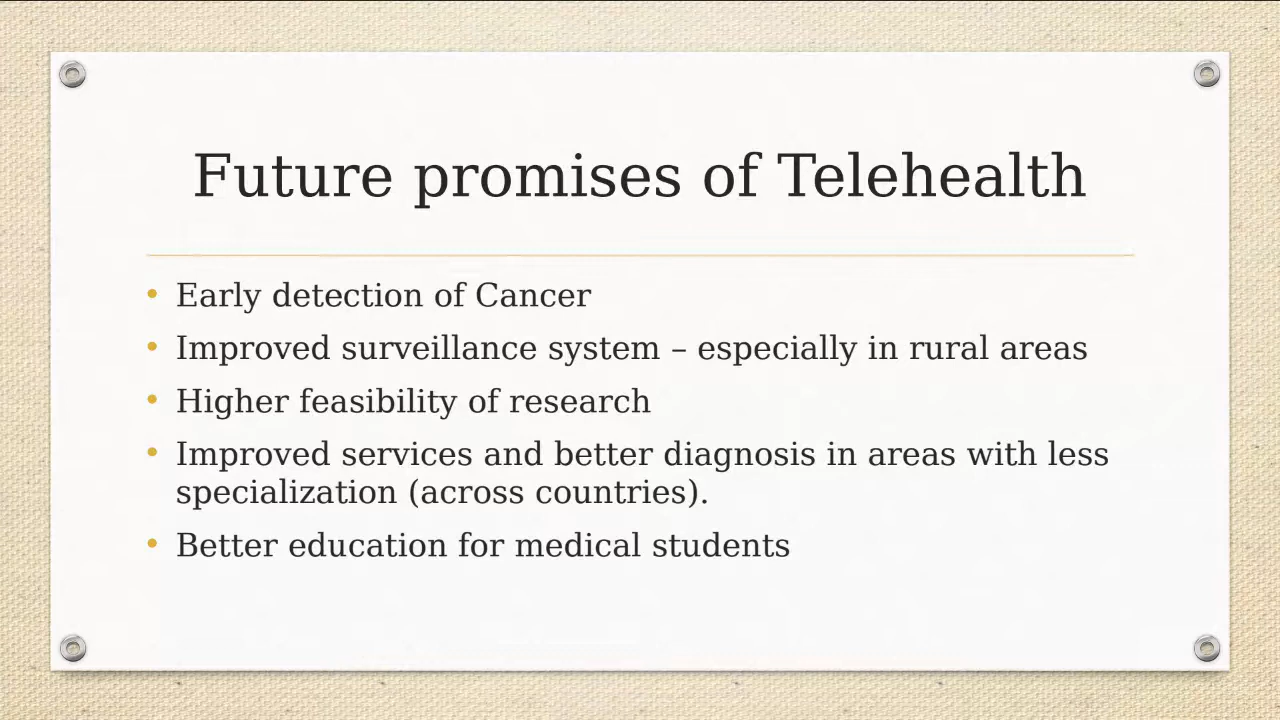 Future promises of Telehealth
• Early detection of Cancer
• Improved surveillance system – especially in rural areas
• Higher feasibility of research
• Improved services and better diagnosis in areas with less
specialization (across countries).
• Better education for medical students